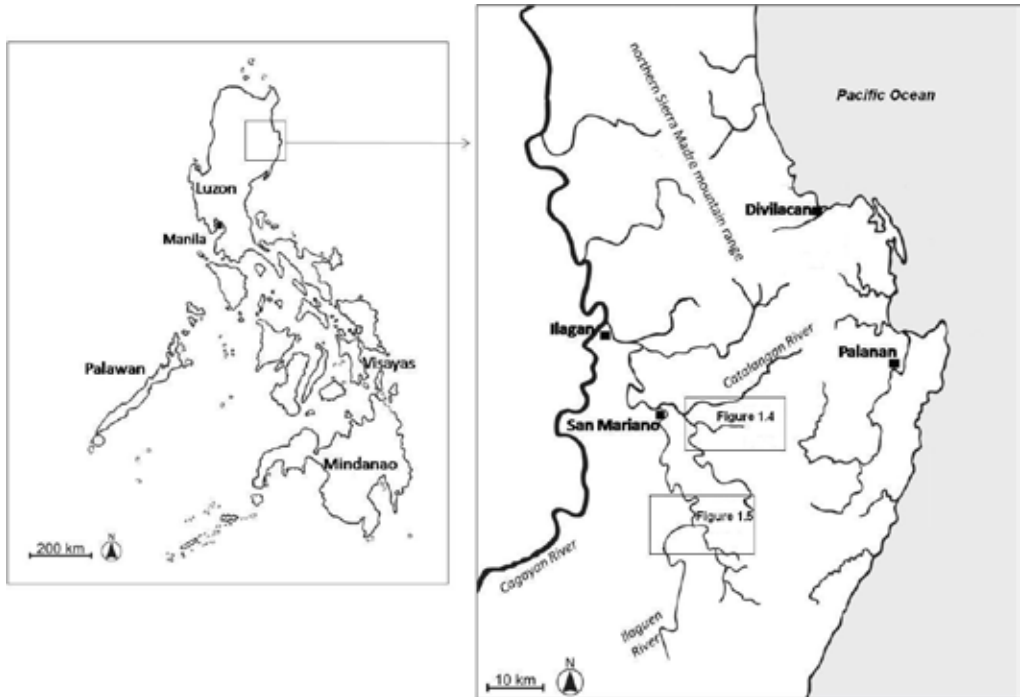 Luzon
Manila
Palawan
Visayas
Mindanao
200 km
N
Pacific Ocean
northern Sierra Madre mountain range
Divilacan
Ilagan
Catalangan River
Palanan
San Mariano
Figure 1.4
Figure 1.5
Cagayan River
Ilaguen
River
10 km
N